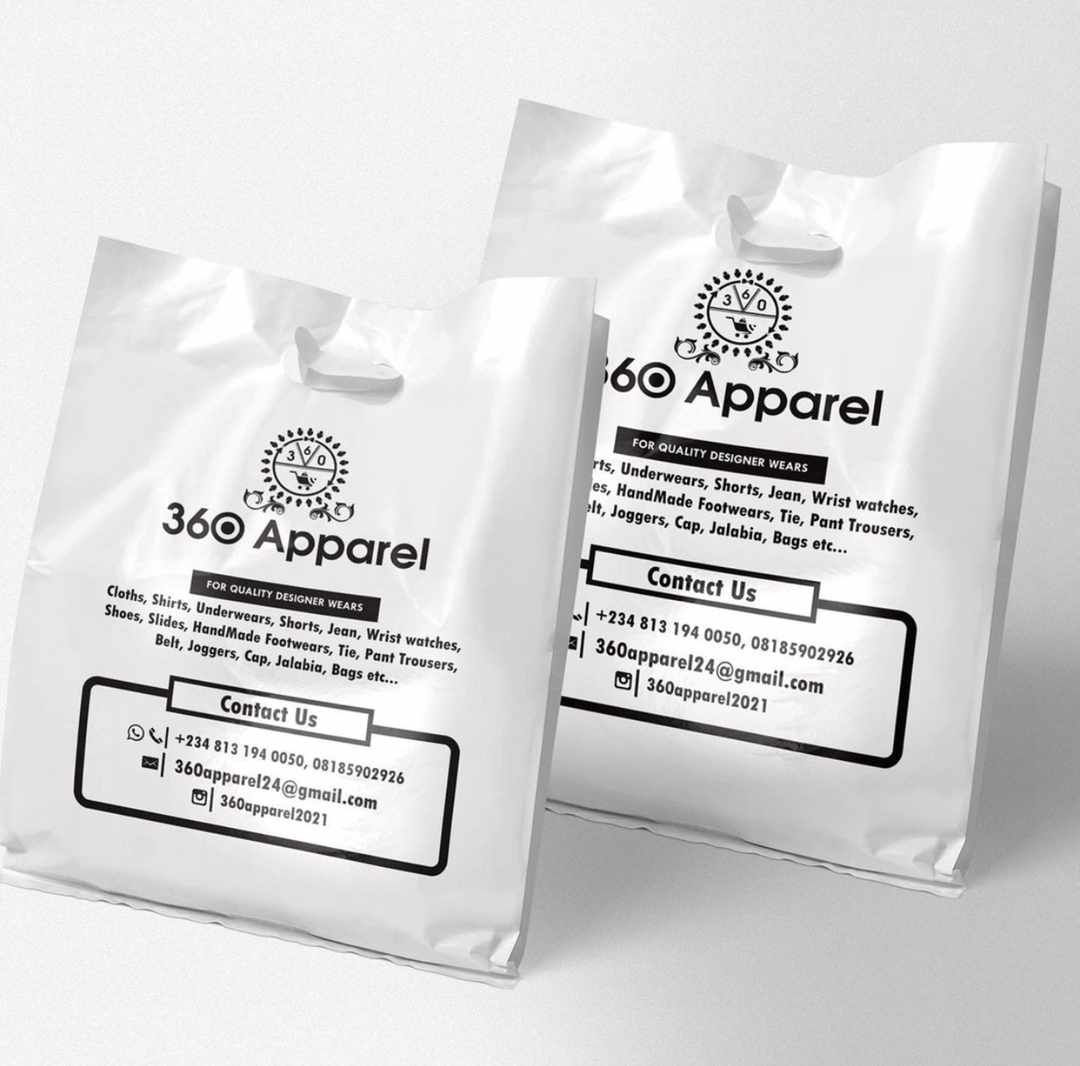 360
360 Apparel
FOR QUALITY DESIGNER WEARS
Cloths, Shirts, Underwears, Shorts, Jean, Wrist watches,
Shoes, Slides, HandMade Footwears, Tie, Pant Trousers,
Belt, Joggers, Cap, Jalabia, Bags etc...
Contact Us
+234 813 194 0050, 08185902926
360apparel24@gmail.com
360apparel2021
360
360 Apparel
FOR QUALITY DESIGNER WEARS
rts, Underwears, Shorts, Jean, Wrist watches,
es, HandMade Footwears, Tie, Pant Trousers,
elt, Joggers, Cap, Jalabia, Bags etc...
Contact Us
+234 813 194 0050, 08185902926
360apparel24@gmail.com
360apparel2021